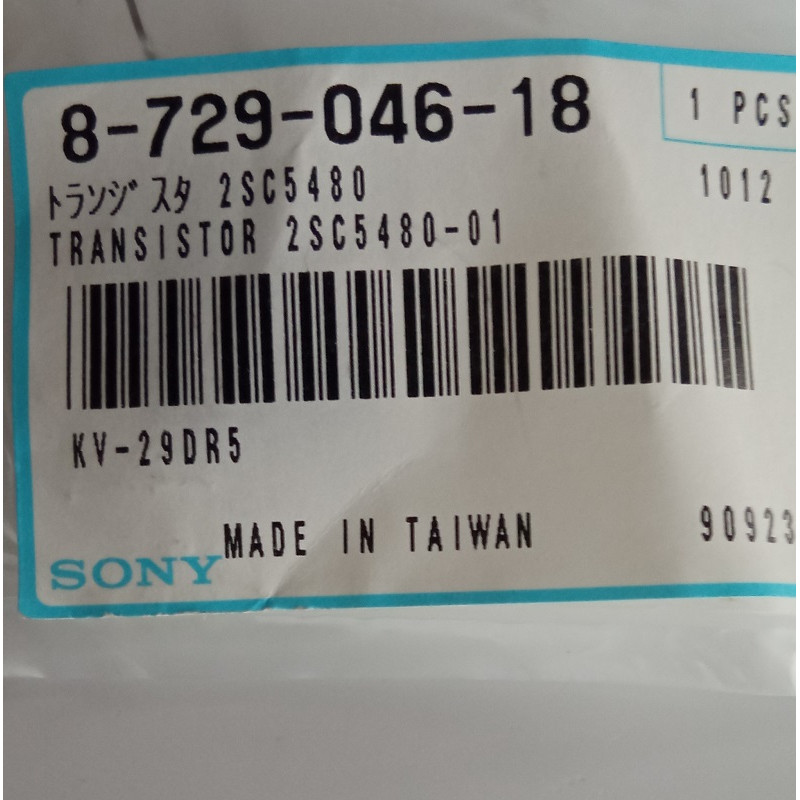 8-729-046-18
1 PCS
トランジスタ 2SC5480
1012
TRANSISTOR 2SC5480-01
KV-29DR5
MADE IN TAIWAN
90923
SONY